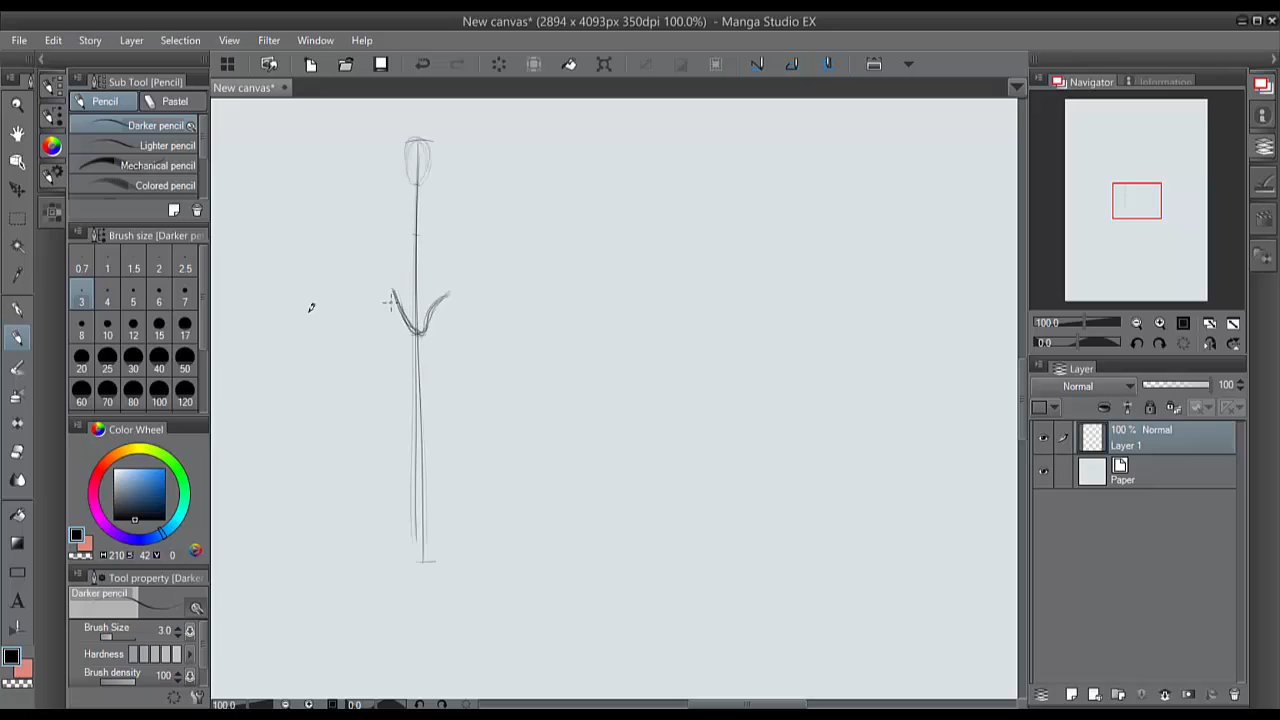 New canvas* (2894 x 4093px 350dpi 100.0%) - Manga Studio EX
File Edit Story Layer Selection View Filter Window Help
Sub Tool [Pencil]
Pencil Pastel
Darker pencil
Lighter pencil
Mechanical pencil
Colored pencil
Brush size [Darker pe
0.7 1 1.5 2 2.5
3 4 5 6 7
8 10 12 15 17
20 25 30 40 50
60 70 80 100 120
Color Wheel
H 210 S 42 V 0
Tool property [Darker
Darker pencil
Brush Size 3.0
Hardness
Brush density 100
A
New canvas*
100.0 0.0
Navigator Information
100.0
0.0
Layer
Normal 100
100 % Normal
Layer 1
Paper